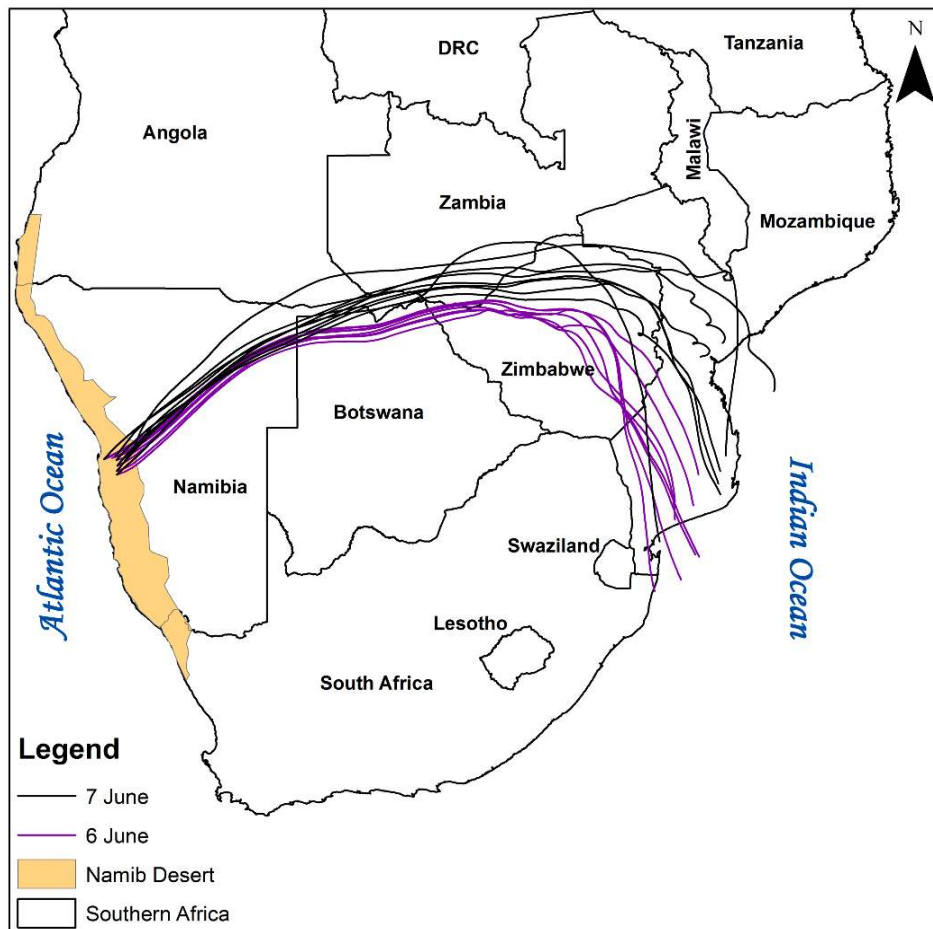 DRC
Tanzania
N
Angola
Malawi
Zambia
Mozambique
Zimbabwe
Botswana
Namibia
Atlantic Ocean
Indian Ocean
Swaziland
Lesotho
South Africa
Legend
7 June
6 June
Namib Desert
Southern Africa